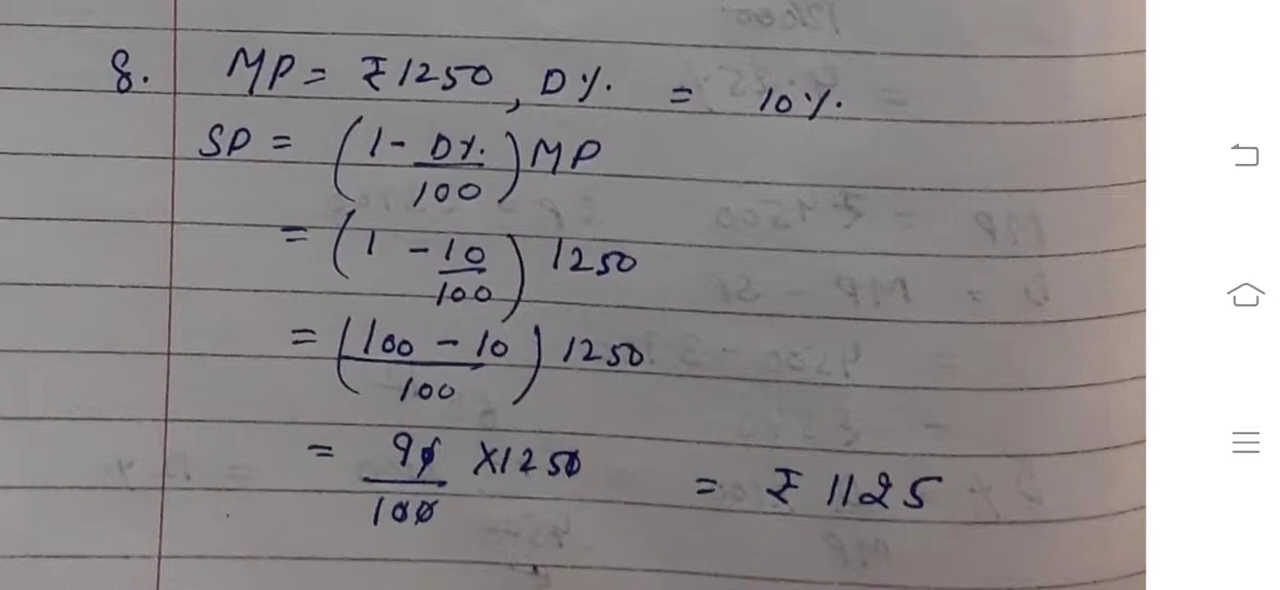 8. MP = ₹1250, D%. = 10%.
SP = (1 - D%./100) MP
= (1 - 10/100) 1250
= (100 - 10/100) 1250
= 90/100 × 1250 = ₹ 1125